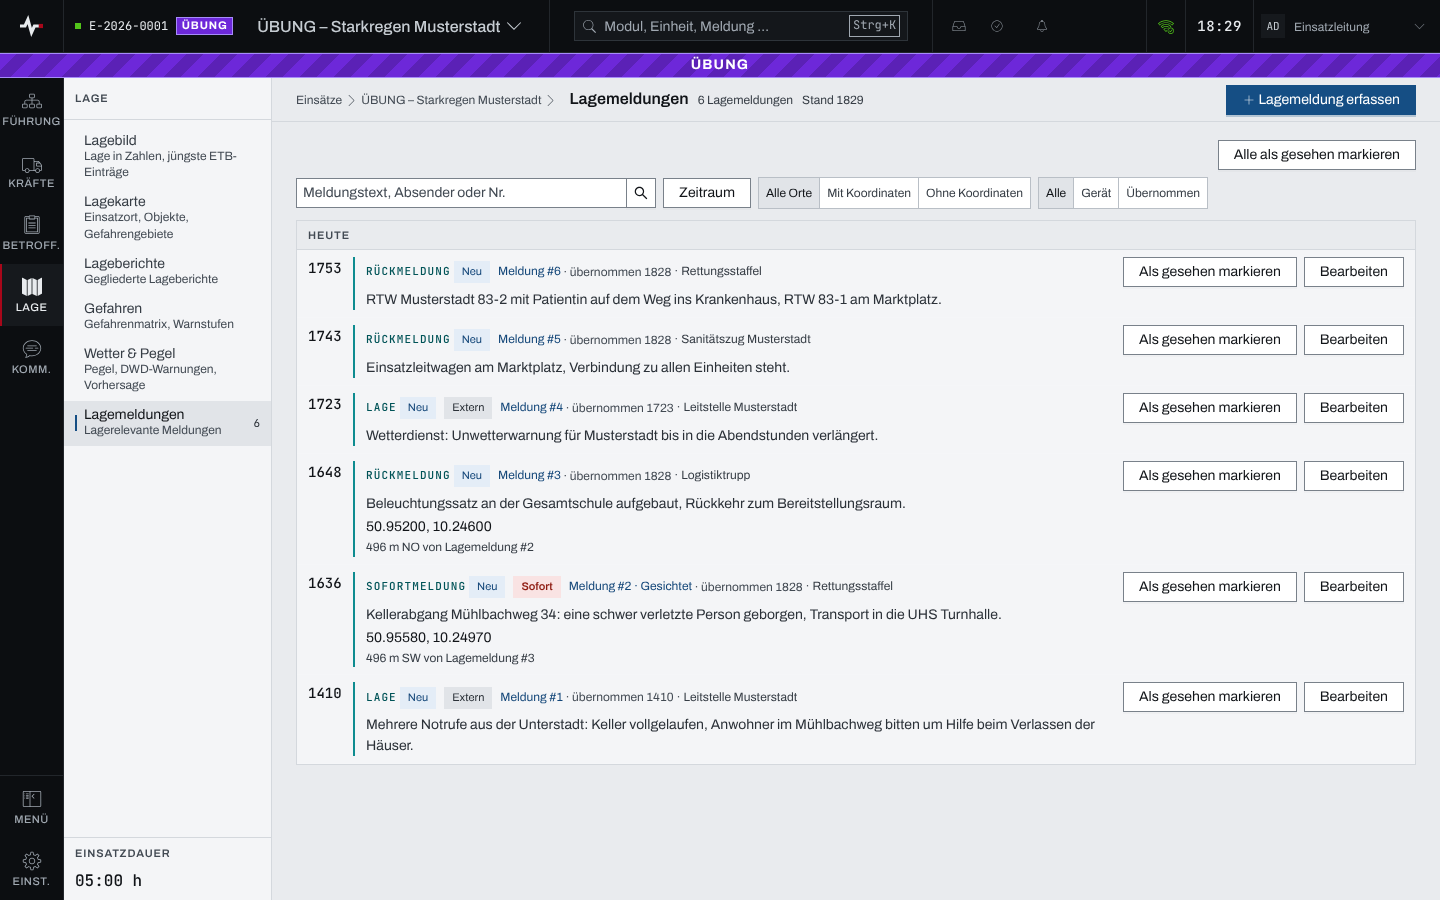 E-2026-0001 ÜBUNG ÜBUNG – Starkregen Musterstadt Modul, Einheit, Meldung ... Strg+K 18:29 AD Einsatzleitung
ÜBUNG
FÜHRUNG
KRÄFTE
BETROFF.
LAGE
KOMM.
MENÜ
EINST.
LAGE
Lagebild
Lage in Zahlen, jüngste ETB-
Einträge
Lagekarte
Einsatzort, Objekte,
Gefahrengebiete
Lageberichte
Gegliederte Lageberichte
Gefahren
Gefahrenmatrix, Warnstufen
Wetter & Pegel
Pegel, DWD-Warnungen,
Vorhersage
Lagemeldungen 6
Lagerelevante Meldungen
EINSATZDAUER
05:00 h
Einsätze ÜBUNG – Starkregen Musterstadt Lagemeldungen 6 Lagemeldungen Stand 1829 + Lagemeldung erfassen
Alle als gesehen markieren
Meldungstext, Absender oder Nr. Zeitraum Alle Orte Mit Koordinaten Ohne Koordinaten Alle Gerät Übernommen
HEUTE
1753 RÜCKMELDUNG Neu Meldung #6 · übernommen 1828 · Rettungsstaffel Als gesehen markieren Bearbeiten
RTW Musterstadt 83-2 mit Patientin auf dem Weg ins Krankenhaus, RTW 83-1 am Marktplatz.
1743 RÜCKMELDUNG Neu Meldung #5 · übernommen 1828 · Sanitätszug Musterstadt Als gesehen markieren Bearbeiten
Einsatzleitwagen am Marktplatz, Verbindung zu allen Einheiten steht.
1723 LAGE Neu Extern Meldung #4 · übernommen 1723 · Leitstelle Musterstadt Als gesehen markieren Bearbeiten
Wetterdienst: Unwetterwarnung für Musterstadt bis in die Abendstunden verlängert.
1648 RÜCKMELDUNG Neu Meldung #3 · übernommen 1828 · Logistiktrupp Als gesehen markieren Bearbeiten
Beleuchtungssatz an der Gesamtschule aufgebaut, Rückkehr zum Bereitstellungsraum.
50.95200, 10.24600
496 m NO von Lagemeldung #2
1636 SOFORTMELDUNG Neu Sofort Meldung #2 · Gesichtet · übernommen 1828 · Rettungsstaffel Als gesehen markieren Bearbeiten
Kellerabgang Mühlbachweg 34: eine schwer verletzte Person geborgen, Transport in die UHS Turnhalle.
50.95580, 10.24970
496 m SW von Lagemeldung #3
1410 LAGE Neu Extern Meldung #1 · übernommen 1410 · Leitstelle Musterstadt Als gesehen markieren Bearbeiten
Mehrere Notrufe aus der Unterstadt: Keller vollgelaufen, Anwohner im Mühlbachweg bitten um Hilfe beim Verlassen der
Häuser.